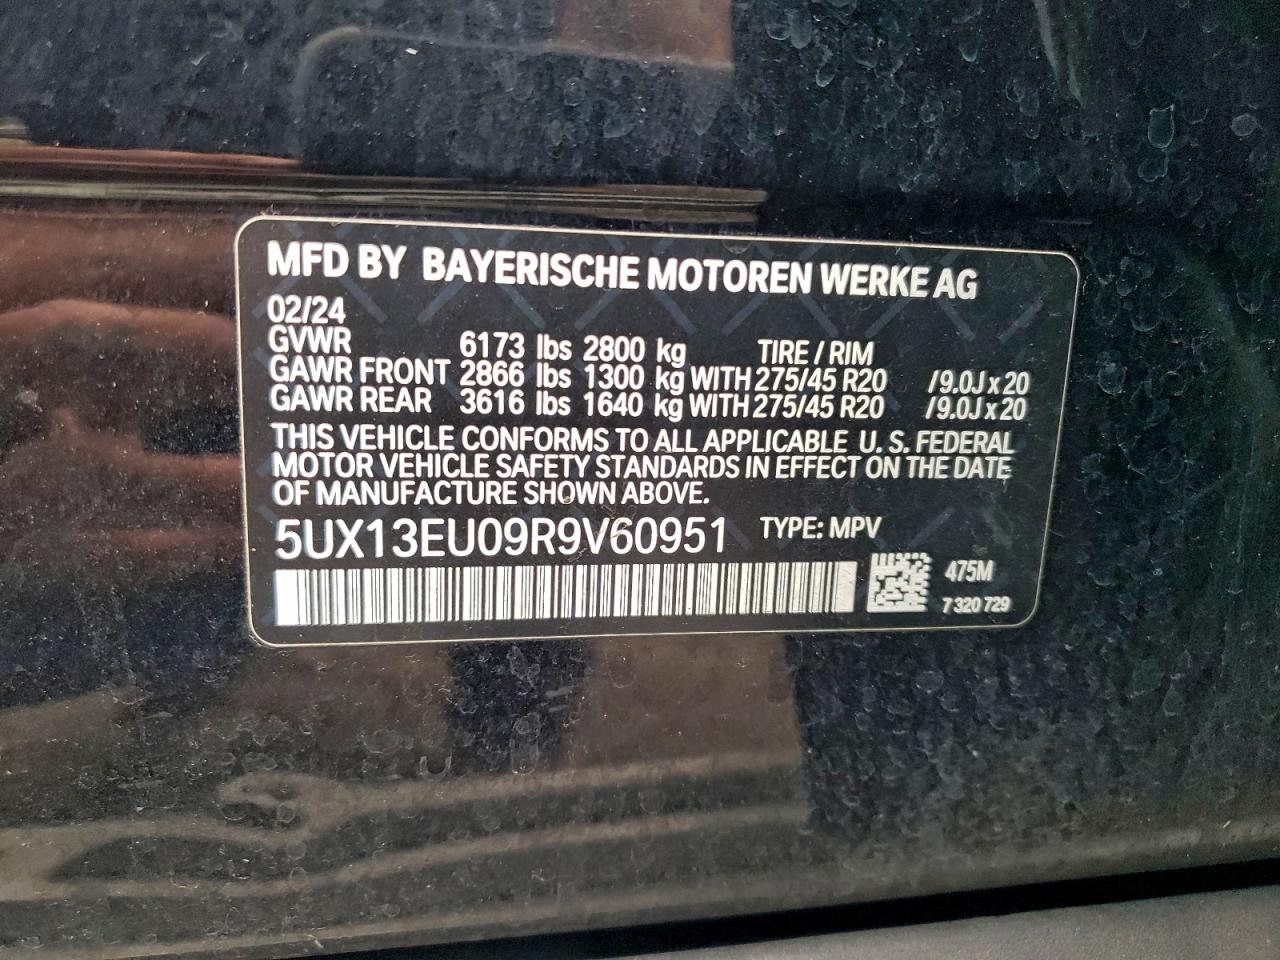 MFD BY BAYERISCHE MOTOREN WERKE AG
02/24
GVWR 6173 lbs 2800 kg TIRE / RIM
GAWR FRONT 2866 lbs 1300 kg WITH 275/45 R20 /9.0J x 20
GAWR REAR 3616 lbs 1640 kg WITH 275/45 R20 /9.0J x 20
THIS VEHICLE CONFORMS TO ALL APPLICABLE U. S. FEDERAL
MOTOR VEHICLE SAFETY STANDARDS IN EFFECT ON THE DATE
OF MANUFACTURE SHOWN ABOVE.
5UX13EU09R9V60951 TYPE: MPV
475M
7 320 729